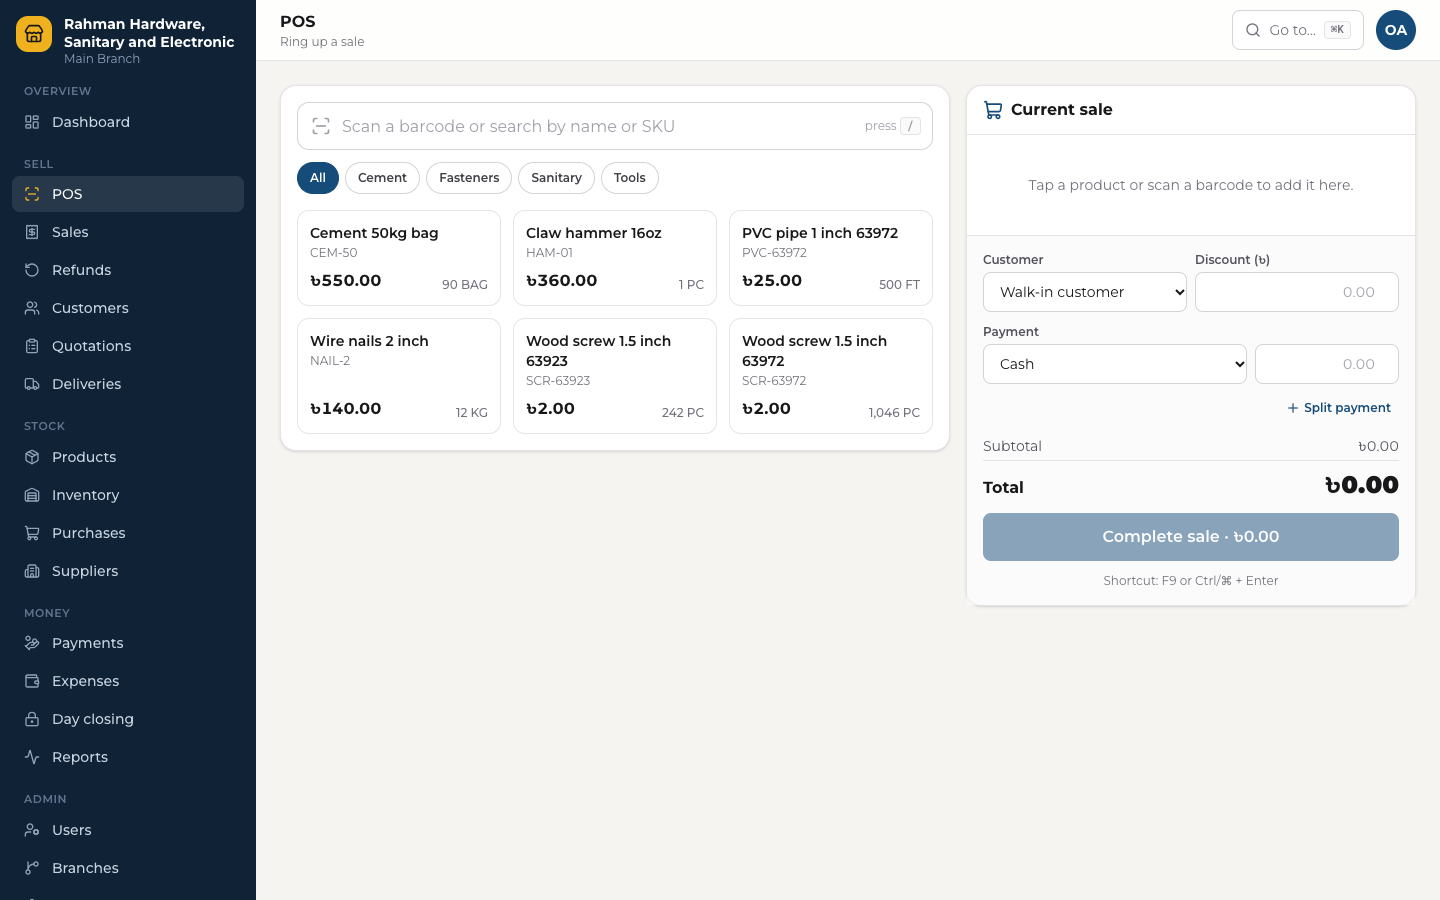 Rahman Hardware,
Sanitary and Electronic
Main Branch
OVERVIEW
Dashboard
SELL
POS
Sales
Refunds
Customers
Quotations
Deliveries
STOCK
Products
Inventory
Purchases
Suppliers
MONEY
Payments
Expenses
Day closing
Reports
ADMIN
Users
Branches
POS
Ring up a sale
Go to... ⌘K
OA
Scan a barcode or search by name or SKU
press /
All Cement Fasteners Sanitary Tools
Cement 50kg bag
CEM-50
৳550.00 90 BAG
Claw hammer 16oz
HAM-01
৳360.00 1 PC
PVC pipe 1 inch 63972
PVC-63972
৳25.00 500 FT
Wire nails 2 inch
NAIL-2
৳140.00 12 KG
Wood screw 1.5 inch
63923
SCR-63923
৳2.00 242 PC
Wood screw 1.5 inch
63972
SCR-63972
৳2.00 1,046 PC
Current sale
Tap a product or scan a barcode to add it here.
Customer Discount (৳)
Walk-in customer 0.00
Payment
Cash 0.00
+ Split payment
Subtotal ৳0.00
Total ৳0.00
Complete sale · ৳0.00
Shortcut: F9 or Ctrl/⌘ + Enter